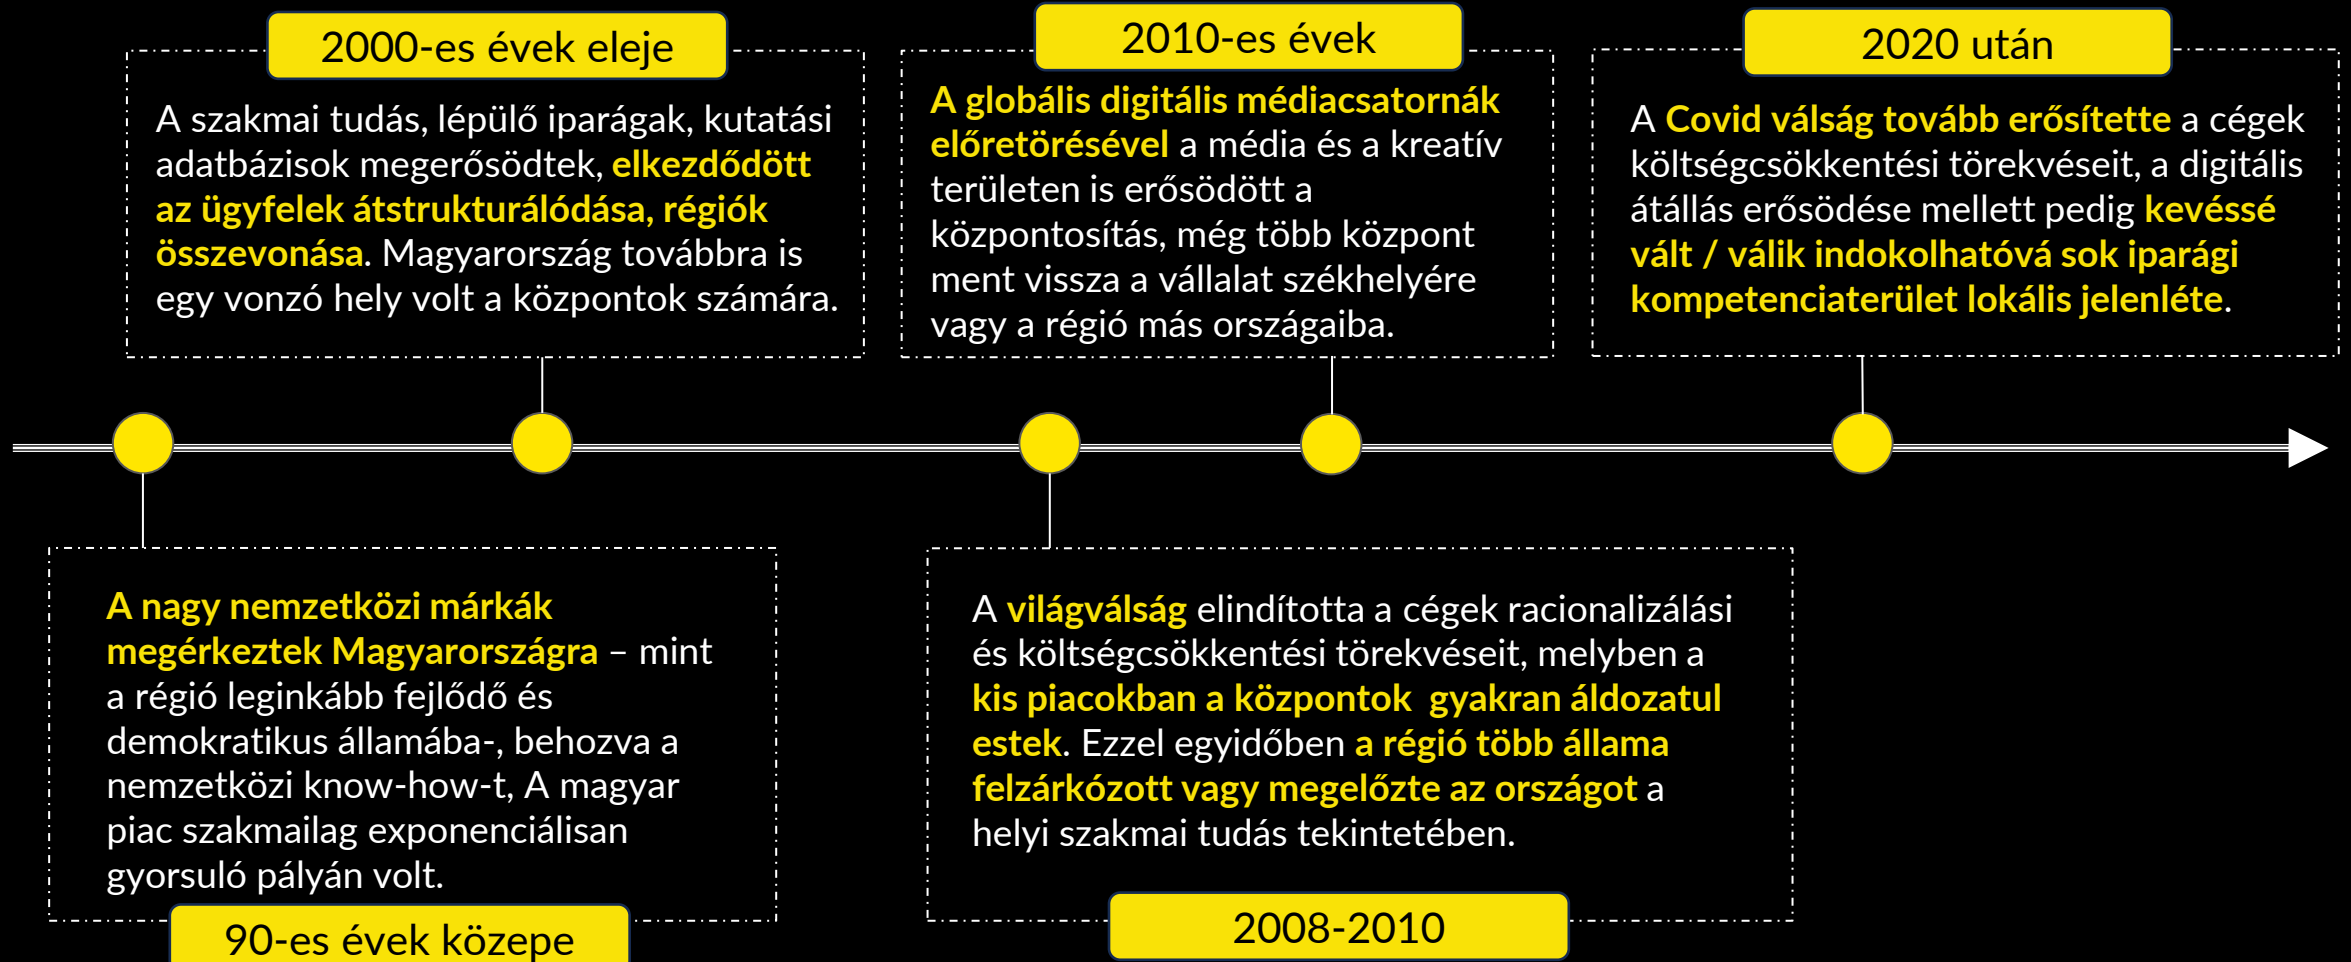 2000-es évek eleje
A szakmai tudás, lépülő iparágak, kutatási
adatbázisok megerősödtek, elkezdődött
az ügyfelek átstrukturálódása, régiók
összevonása. Magyarország továbbra is
egy vonzó hely volt a központok számára.
2010-es évek
A globális digitális médiacsatornák
előretörésével a média és a kreatív
területen is erősödött a
központosítás, még több központ
ment vissza a vállalat székhelyére
vagy a régió más országaiba.
2020 után
A Covid válság tovább erősítette a cégek
költségcsökkentési törekvéseit, a digitális
átállás erősödése mellett pedig kevéssé
vált / válik indokolhatóvá sok iparági
kompetenciaterület lokális jelenléte.
A nagy nemzetközi márkák
megérkeztek Magyarországra – mint
a régió leginkább fejlődő és
demokratikus államába-, behozva a
nemzetközi know-how-t, A magyar
piac szakmailag exponenciálisan
gyorsuló pályán volt.
90-es évek közepe
A világválság elindította a cégek racionalizálási
és költségcsökkentési törekvéseit, melyben a
kis piacokban a központok  gyakran áldozatul
estek. Ezzel egyidőben a régió több állama
felzárkózott vagy megelőzte az országot a
helyi szakmai tudás tekintetében.
2008-2010